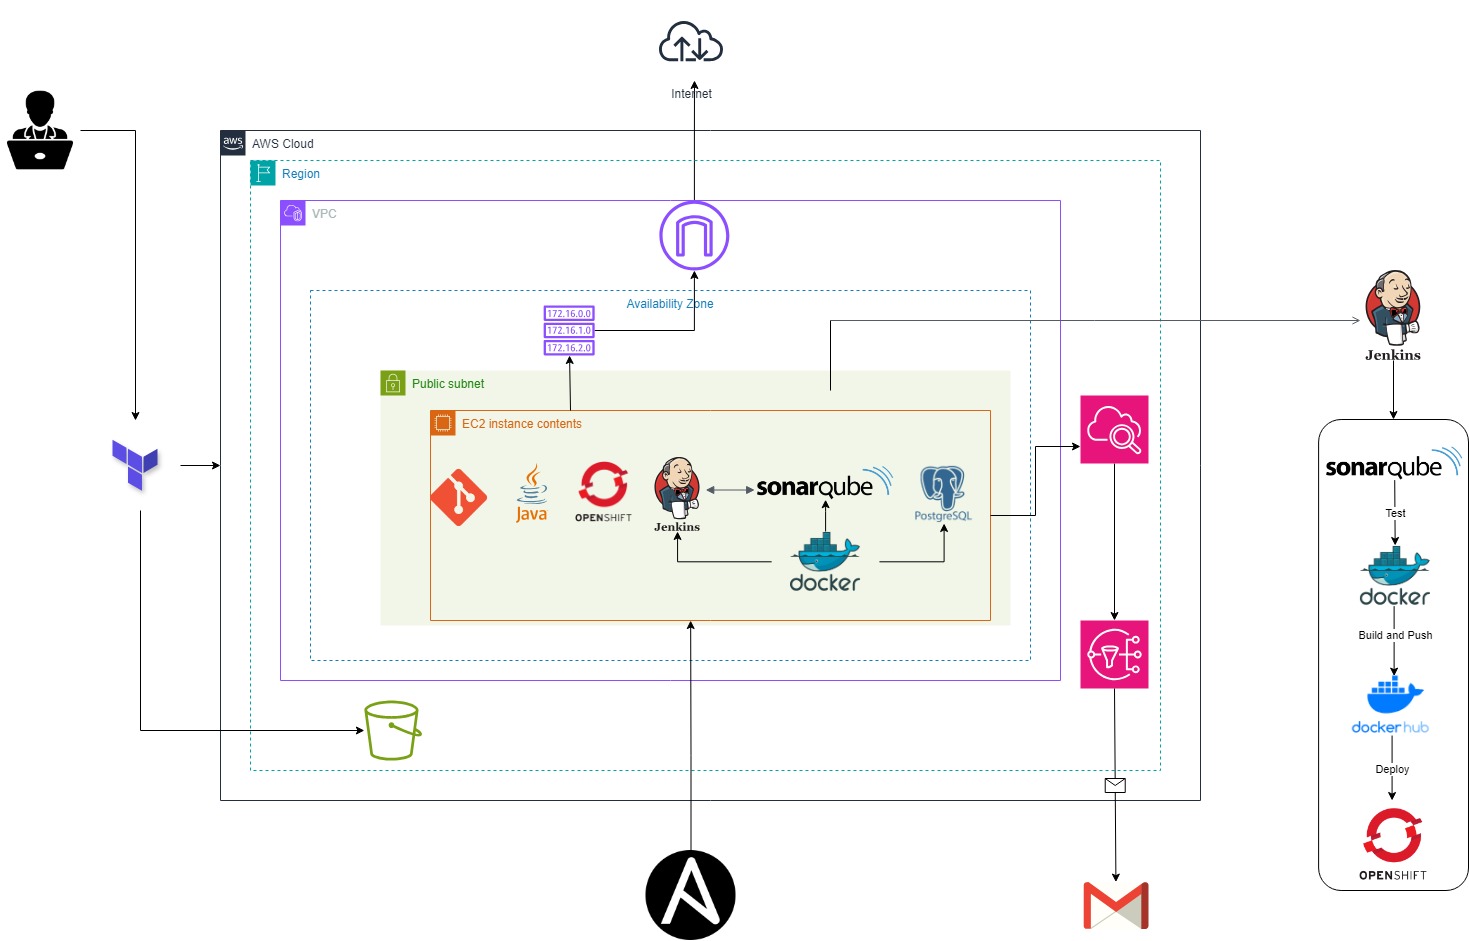 Internet
aws
AWS Cloud
Region
VPC
Availability Zone
172.16.0.0
172.16.1.0
172.16.2.0
Public subnet
EC2 instance contents
Java
OPENSHIFT
Jenkins
sonarqube
PostgreSQL
docker
Jenkins
sonarqube
Test
docker
Build and Push
docker hub
Deploy
OPENSHIFT